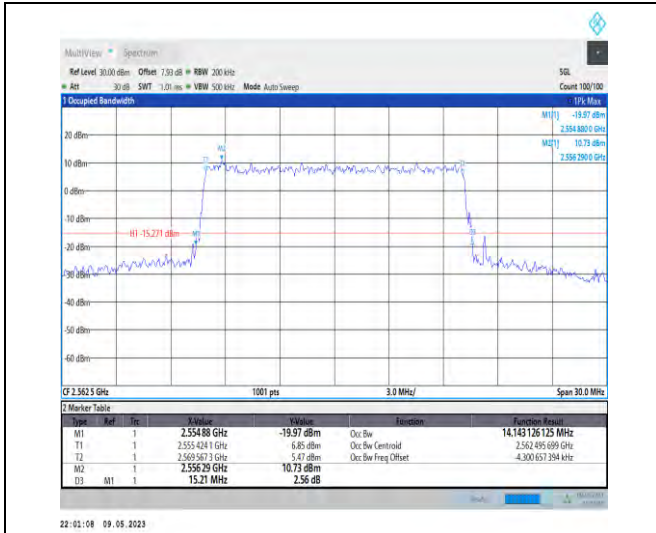 MultiView Spectrum
Ref Level 30.00 dBm Offset 7.93 dB RBW 200 kHz SGL
Att 30 dB SWT 1.01 ms VBW 500 kHz Mode Auto Sweep Count 100/100
1 Occupied Bandwidth 1Pk Max
M1[1] -19.97 dBm
2.554 880 0 GHz
M2[1] 10.73 dBm
2.556 290 0 GHz
20 dBm
M2
T1
10 dBm
0 dBm
-10 dBm
H1 -15.271 dBm
M1
-20 dBm
-30 dBm
-40 dBm
-50 dBm
-60 dBm
CF 2.562 5 GHz 1001 pts 3.0 MHz/ Span 30.0 MHz
2 Marker Table
Type Ref Trc X-Value Y-Value Function Function Result
M1 1 2.554 88 GHz -19.97 dBm Occ Bw 14.143 126 125 MHz
T1 1 2.555 424 1 GHz 6.85 dBm Occ Bw Centroid 2.562 495 699 GHz
T2 1 2.569 567 3 GHz 5.47 dBm Occ Bw Freq Offset -4.300 657 394 kHz
M2 1 2.556 29 GHz 10.73 dBm
D3 M1 1 15.21 MHz 2.56 dB
22:01:08 09.05.2023